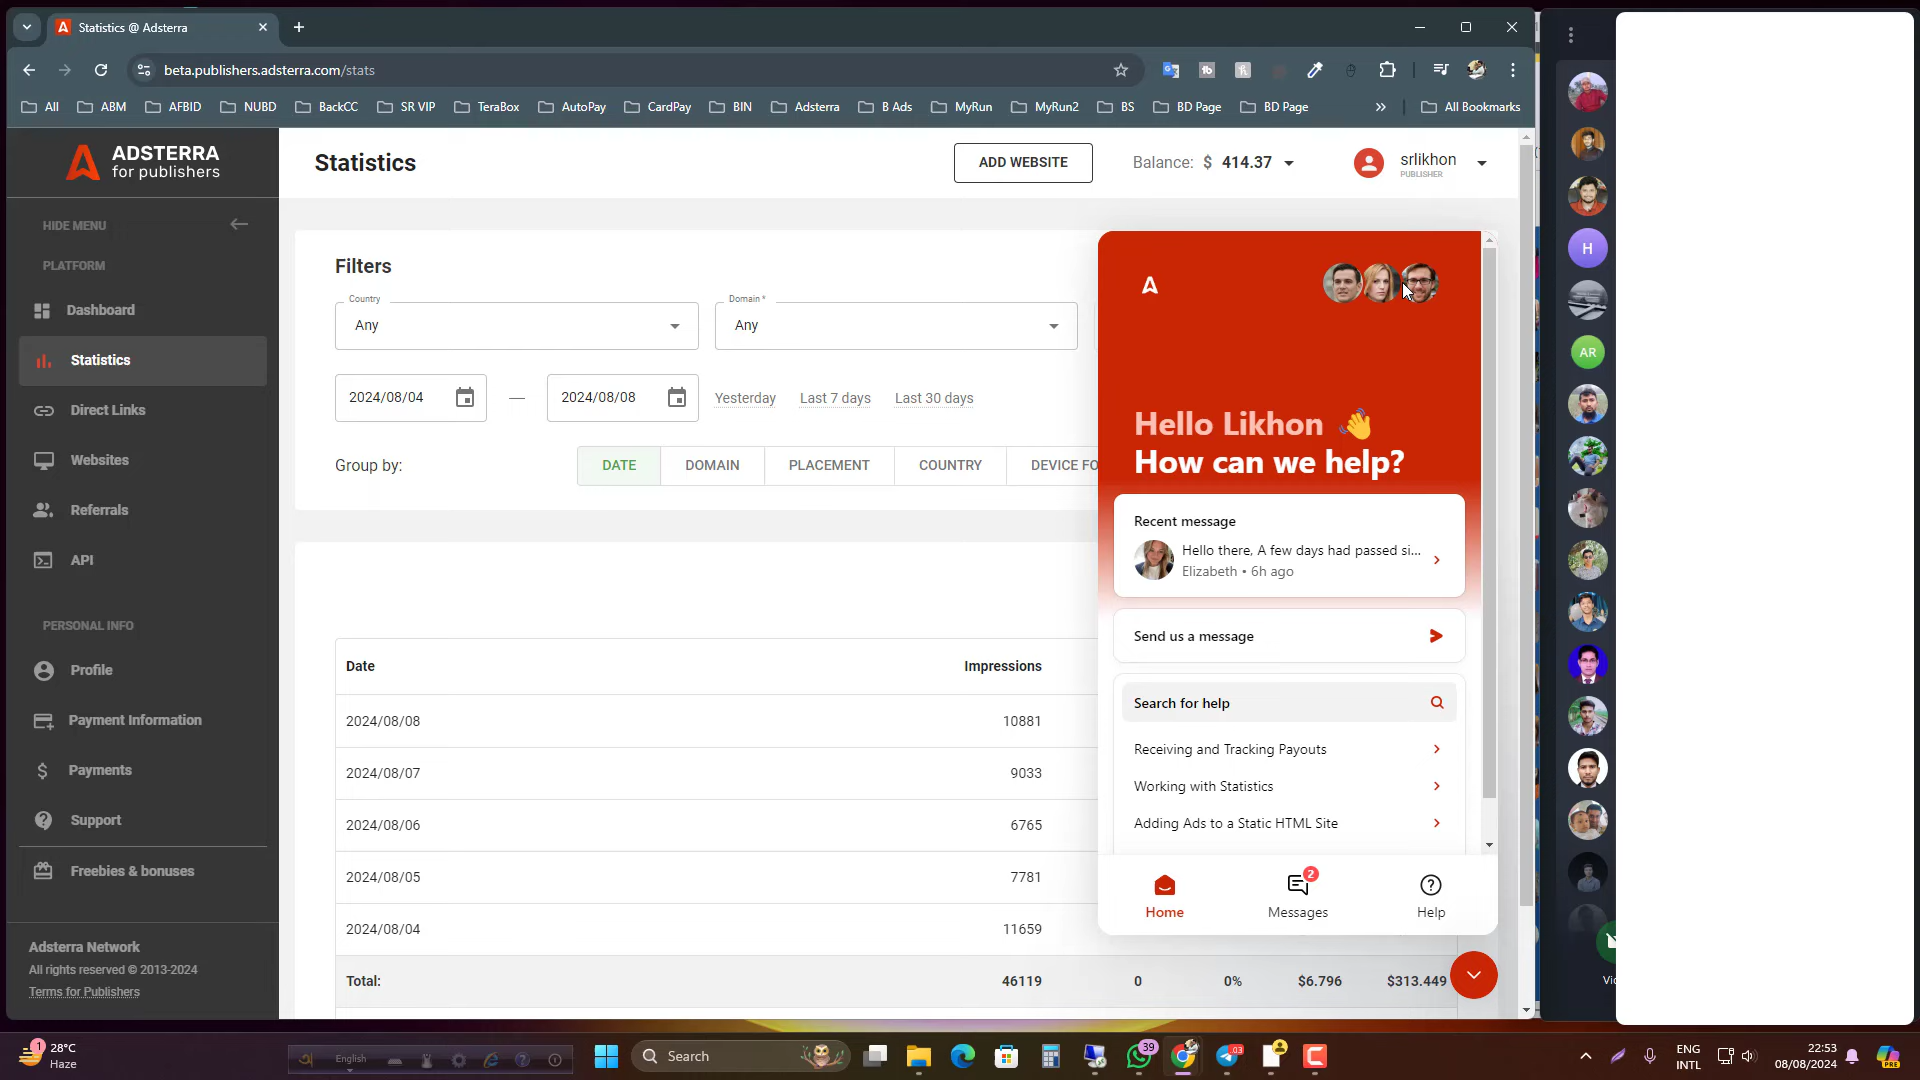 Statistics @ Adsterra
beta.publishers.adsterra.com/stats
All
ABM
AFBID
NUBD
BackCC
SR VIP
TeraBox
AutoPay
CardPay
BIN
Adsterra
B Ads
MyRun
MyRun2
BS
BD Page
BD Page
»
All Bookmarks
ADSTERRA
for publishers
HIDE MENU
PLATFORM
Dashboard
Statistics
Direct Links
Websites
Referrals
API
PERSONAL INFO
Profile
Payment Information
Payments
Support
Freebies & bonuses
Adsterra Network
All rights reserved © 2013-2024
Terms for Publishers
Statistics
ADD WEBSITE
Balance: $ 414.37
srlikhon
PUBLISHER
Filters
Country
Any
Domain *
Any
2024/08/04 — 2024/08/08 Yesterday Last 7 days Last 30 days
Group by: DATE DOMAIN PLACEMENT COUNTRY DEVICE FO
Date Impressions
2024/08/08 10881
2024/08/07 9033
2024/08/06 6765
2024/08/05 7781
2024/08/04 11659
Total: 46119 0 0% $6.796 $313.449
Hello Likhon 👋
How can we help?
Recent message
Hello there, A few days had passed si...
Elizabeth • 6h ago
Send us a message
Search for help
Receiving and Tracking Payouts
Working with Statistics
Adding Ads to a Static HTML Site
Home
2
Messages
Help
H
AR
Vic
1
28°C
Haze
English
Search
39
03
ENG
INTL
22:53
08/08/2024
PRE